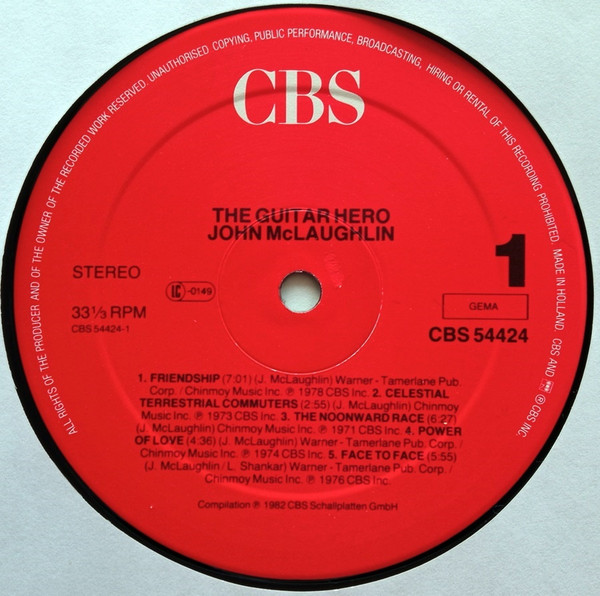 ALL RIGHTS OF THE PRODUCER AND OF THE OWNER OF THE RECORDED WORK RESERVED. UNAUTHORISED COPYING, PUBLIC PERFORMANCE, BROADCASTING, HIRING OR RENTAL OF THIS RECORDING PROHIBITED. MADE IN HOLLAND. CBS AND ® CBS INC.
CBS
THE GUITAR HERO
JOHN McLAUGHLIN
STEREO
LC -0149
1
33⅓ RPM
GEMA
CBS 54424-1
CBS 54424
1. FRIENDSHIP (7:01) (J. McLaughlin) Warner - Tamerlane Pub.
Corp./ Chinmoy Music Inc. ℗ 1978 CBS Inc. 2. CELESTIAL
TERRESTRIAL COMMUTERS (2:55) (J. McLaughlin) Chinmoy
Music Inc. ℗ 1973 CBS Inc. 3. THE NOONWARD RACE (6:27)
(J. McLaughlin) Chinmoy Music Inc. ℗ 1971 CBS Inc. 4. POWER
OF LOVE (4:36) (J. McLaughlin) Warner - Tamerlane Pub. Corp. /
Chinmoy Music Inc. ℗ 1974 CBS Inc. 5. FACE TO FACE (5:55)
(J. McLaughlin / L. Shankar) Warner - Tamerlane Pub. Corp. /
Chinmoy Music Inc. ℗ 1976 CBS Inc.
Compilation ℗ 1982 CBS Schallplatten GmbH